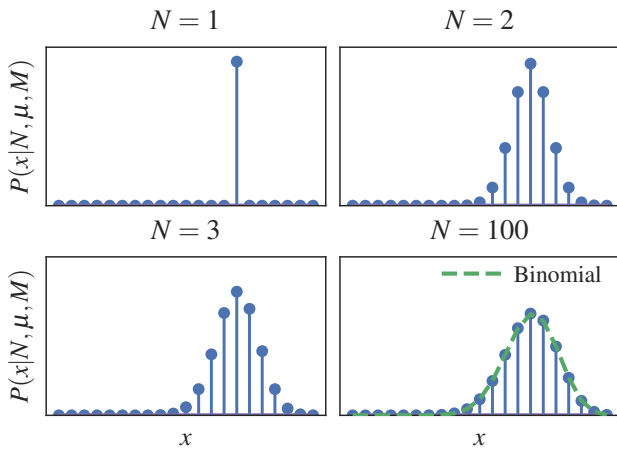 N = 1
N = 2
P(x|N, μ, M)
N = 3
N = 100
P(x|N, μ, M)
Binomial
x
x